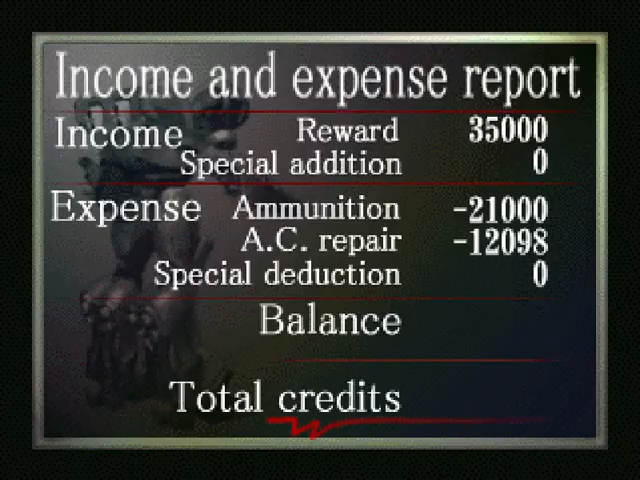 Income and expense report
Income Reward 35000
Special addition 0
Expense Ammunition -21000
A.C. repair -12098
Special deduction 0
Balance
Total credits